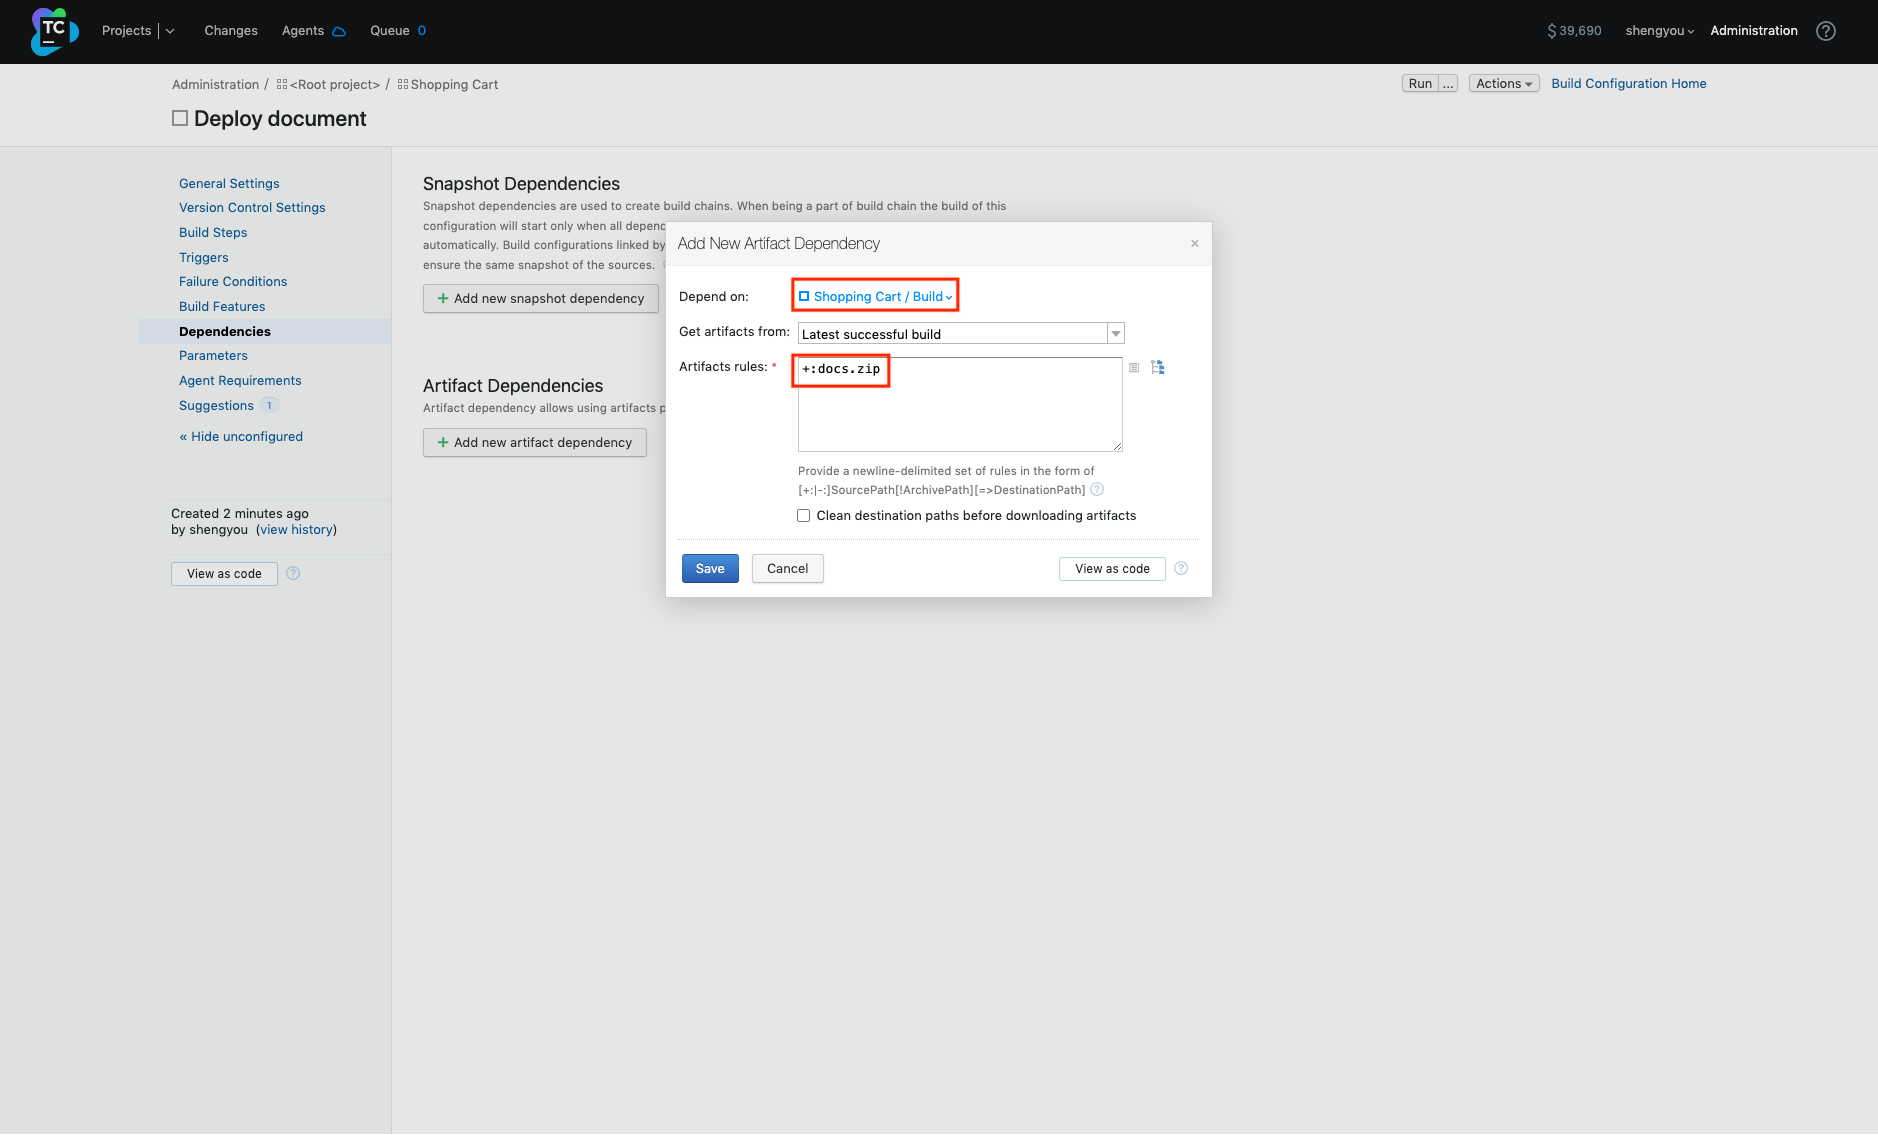 TC
Projects
Changes
Agents
Queue 0
$ 39,690
shengyou
Administration
?
Administration / <Root project> / Shopping Cart
Run ...
Actions
Build Configuration Home
Deploy document
General Settings
Version Control Settings
Build Steps
Triggers
Failure Conditions
Build Features
Dependencies
Parameters
Agent Requirements
Suggestions 1
« Hide unconfigured
Created 2 minutes ago
by shengyou (view history)
View as code ?
Snapshot Dependencies
Snapshot dependencies are used to create build chains. When being a part of build chain the build of this
configuration will start only when all depend
automatically. Build configurations linked by
ensure the same snapshot of the sources.
+ Add new snapshot dependency
Artifact Dependencies
Artifact dependency allows using artifacts p
+ Add new artifact dependency
Add New Artifact Dependency ×
Depend on: Shopping Cart / Build
Get artifacts from: Latest successful build
Artifacts rules: * +:docs.zip
Provide a newline-delimited set of rules in the form of
[+:|-:]SourcePath[!ArchivePath][=>DestinationPath] ?
Clean destination paths before downloading artifacts
Save Cancel View as code ?